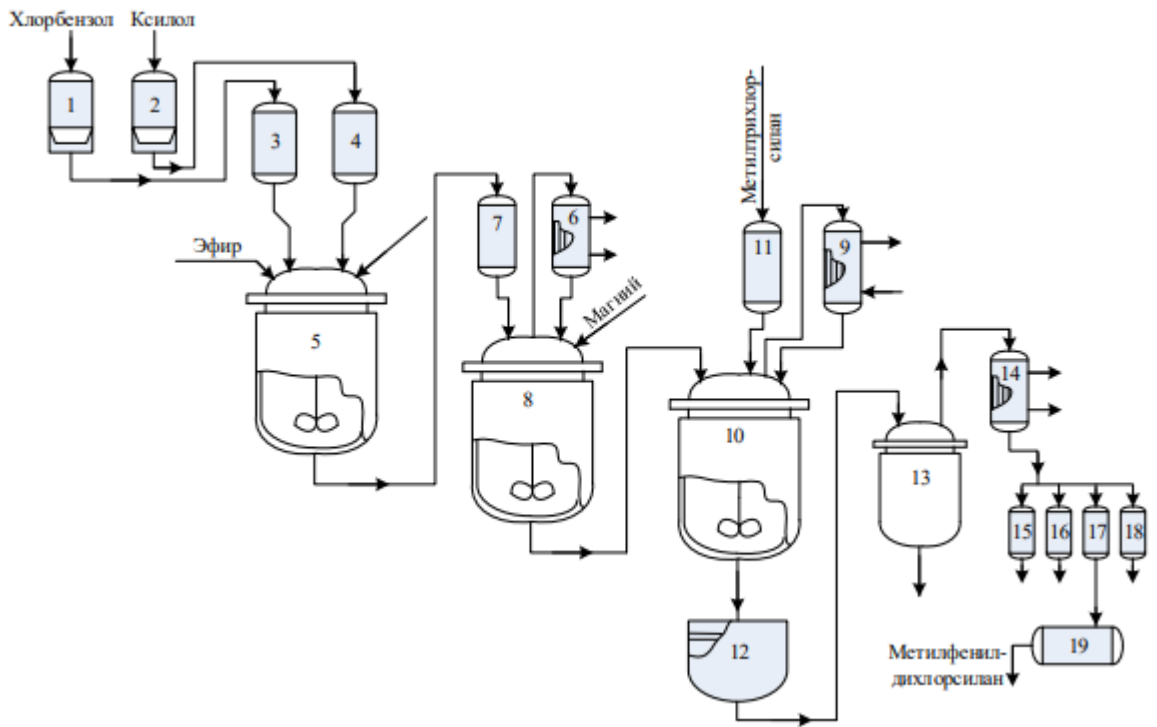 Хлорбензол
Ксилол
1
2
3
4
Эфир
5
7
6
Магний
8
Метилтрихлор-
силан
11
9
10
12
13
14
15
16
17
18
19
Метилфенил-
дихлорсилан